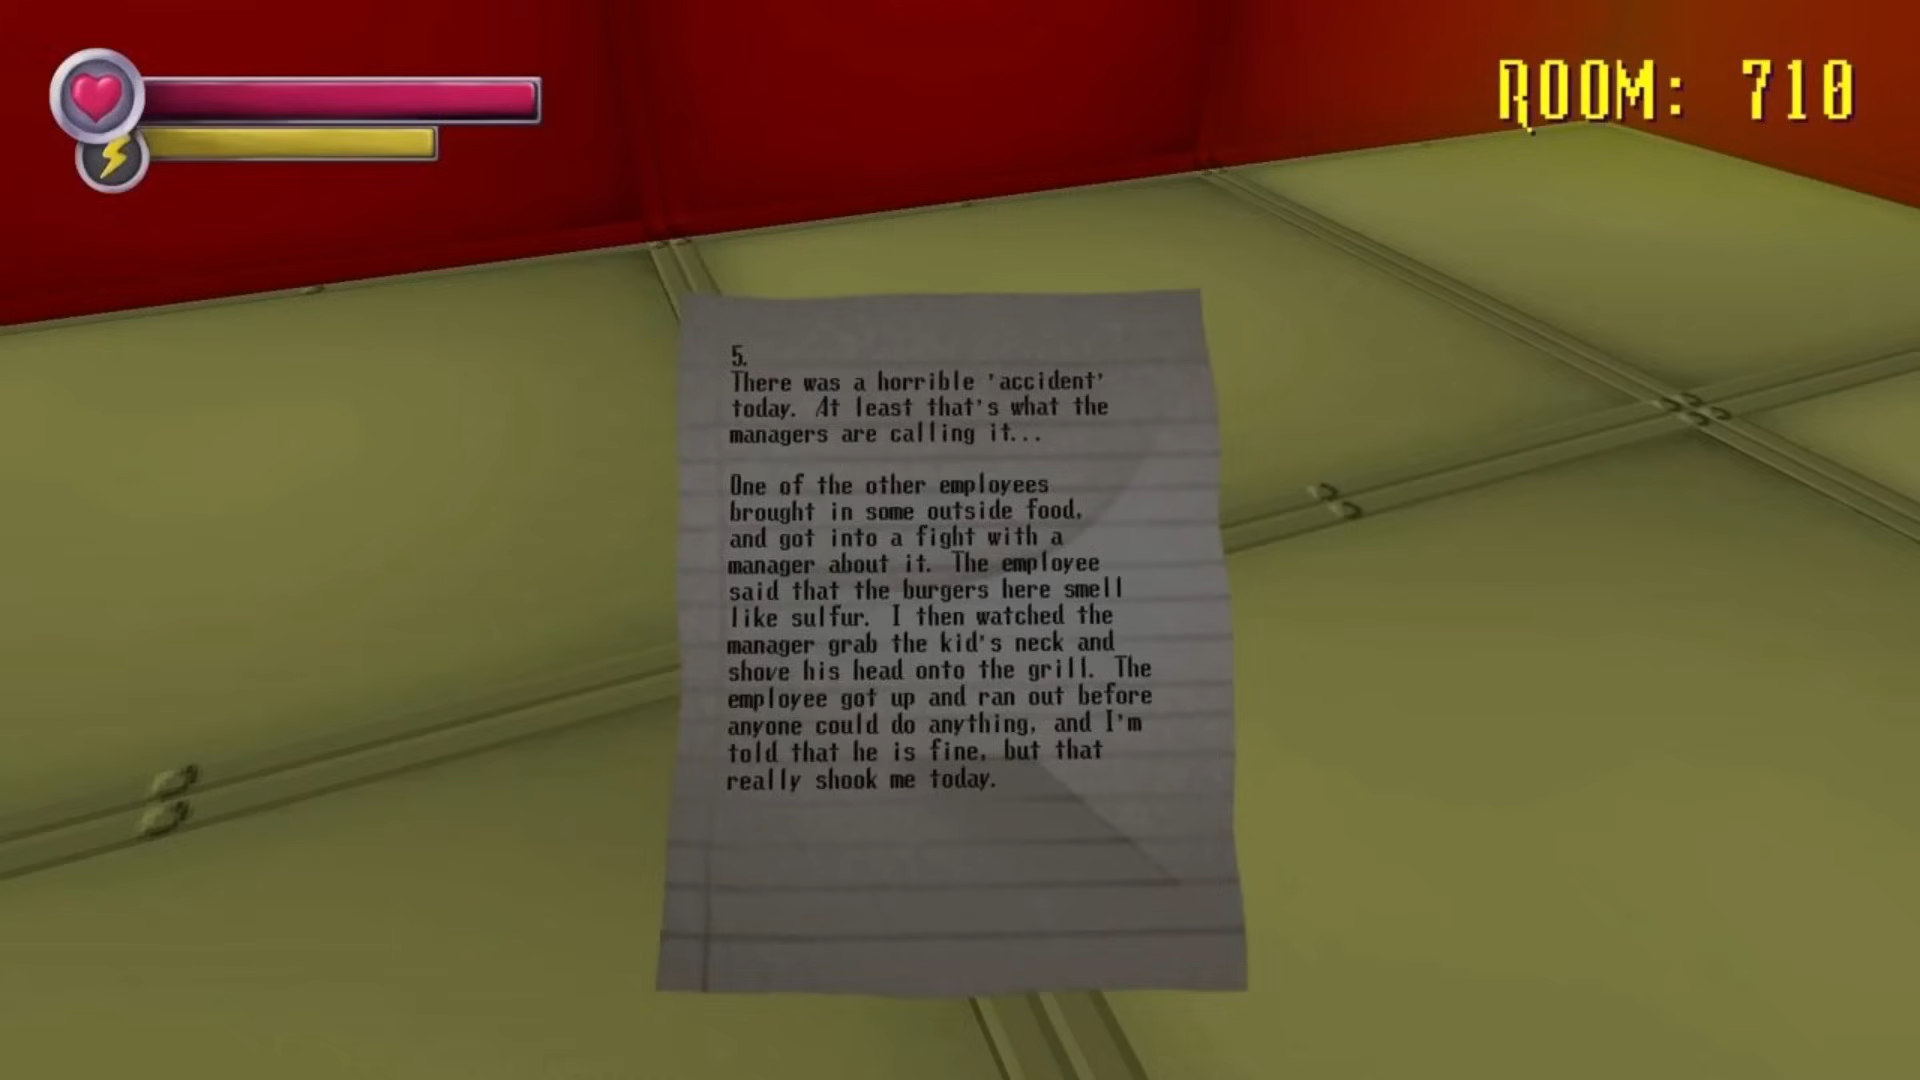 ROOM: 710
5.
There was a horrible 'accident'
today. At least that's what the
managers are calling it...
One of the other employees
brought in some outside food,
and got into a fight with a
manager about it. The employee
said that the burgers here smell
like sulfur. I then watched the
manager grab the kid's neck and
shove his head onto the grill. The
employee got up and ran out before
anyone could do anything, and I'm
told that he is fine, but that
really shook me today.